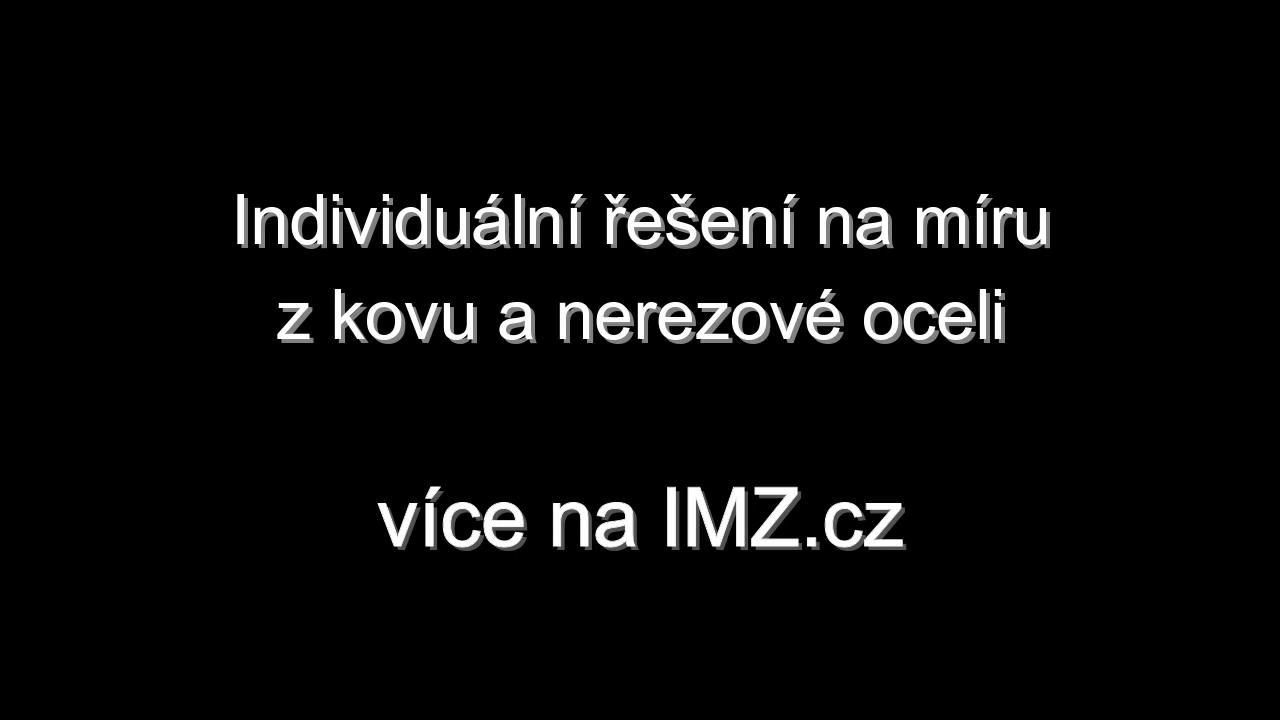 Individuální řešení na míru
z kovu a nerezové oceli
více na IMZ.cz